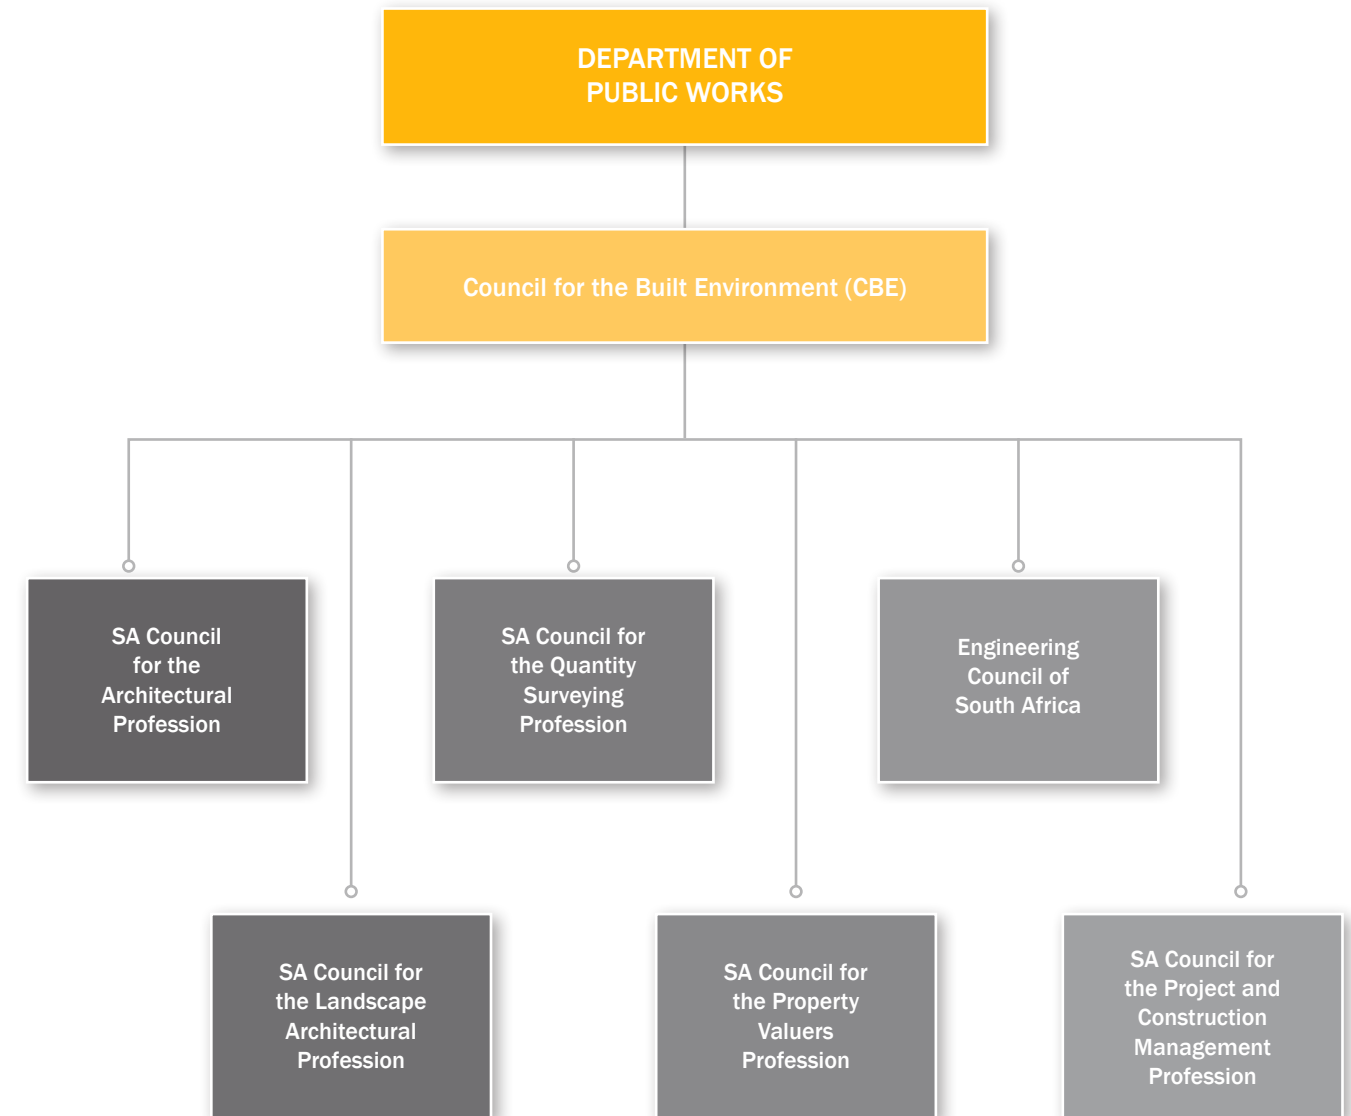 DEPARTMENT OF
PUBLIC WORKS
Council for the Built Environment (CBE)
SA Council
for the
Architectural
Profession
SA Council for
the Quantity
Surveying
Profession
Engineering
Council of
South Africa
SA Council for
the Landscape
Architectural
Profession
SA Council for
the Property
Valuers
Profession
SA Council for
the Project and
Construction
Management
Profession